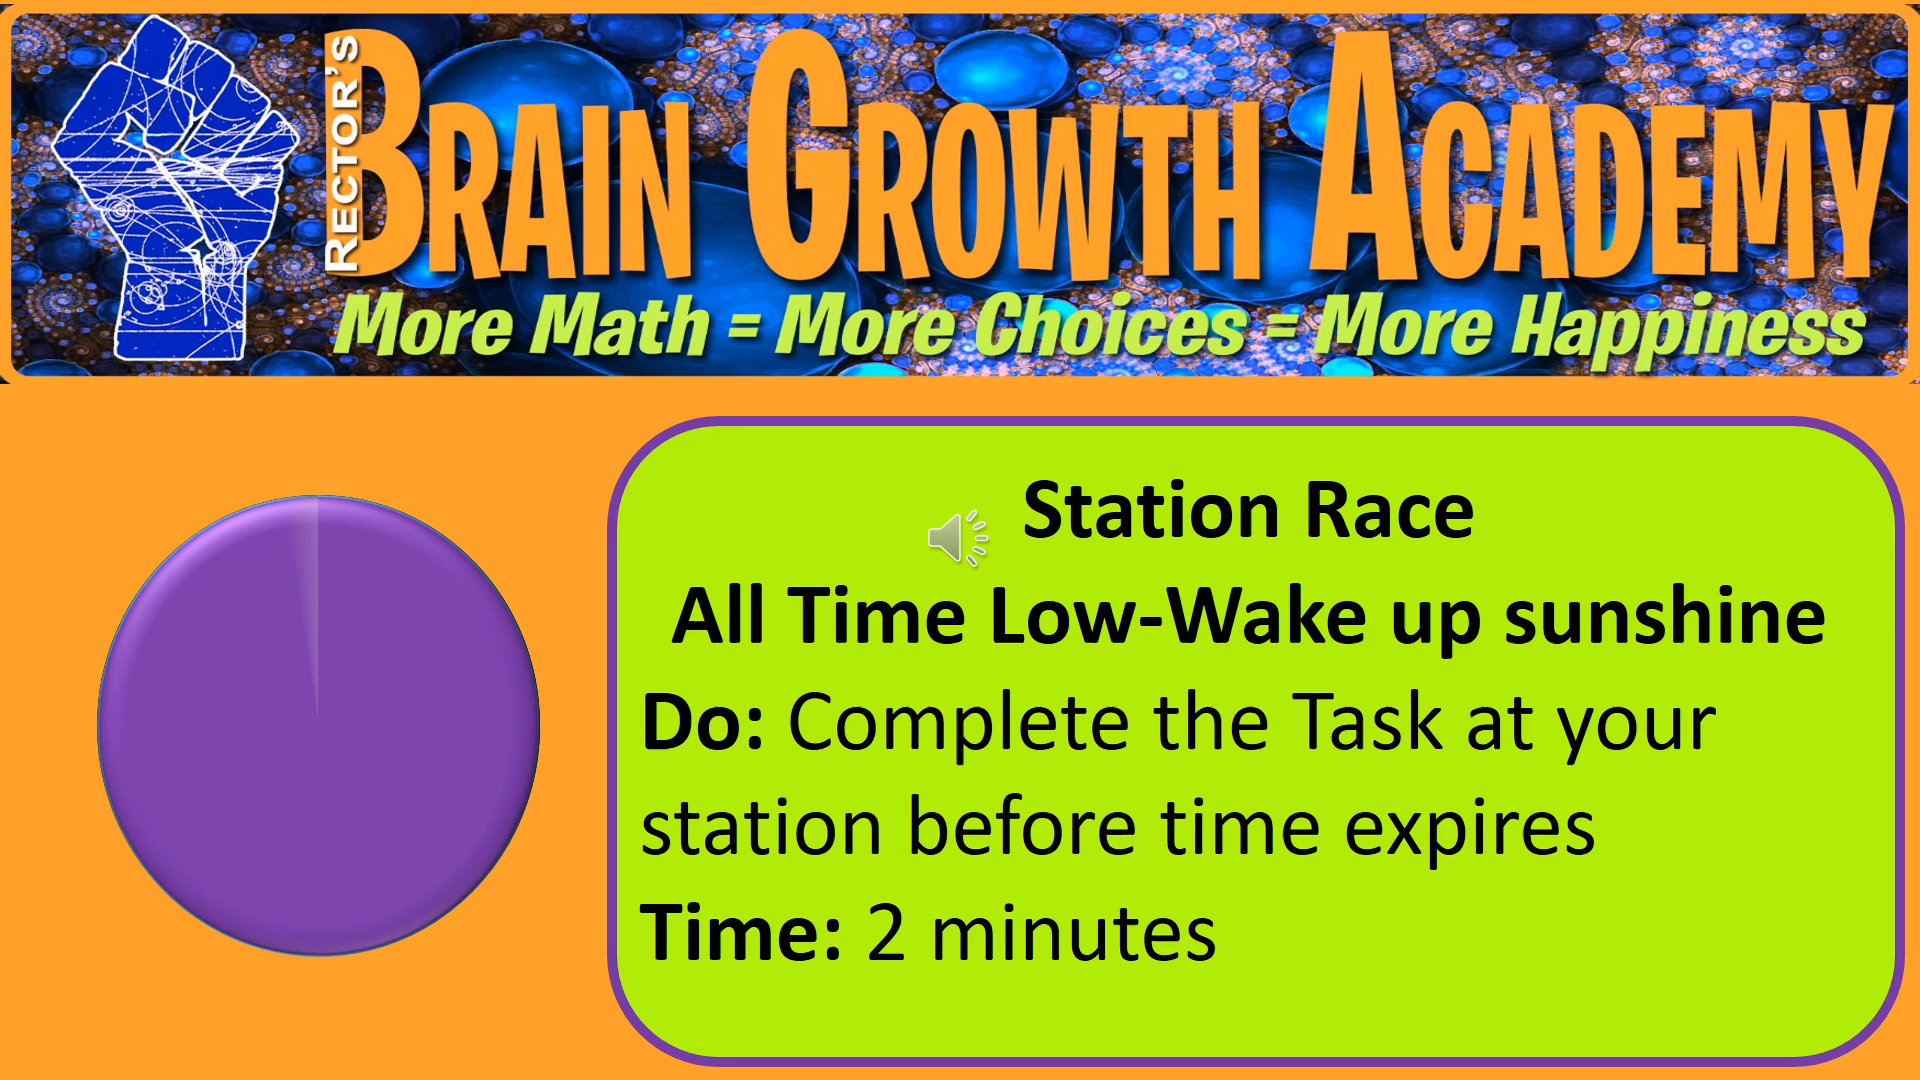 RECTOR'S
BRAIN GROWTH ACADEMY
More Math = More Choices = More Happiness
Station Race
All Time Low-Wake up sunshine
Do: Complete the Task at your
station before time expires
Time: 2 minutes